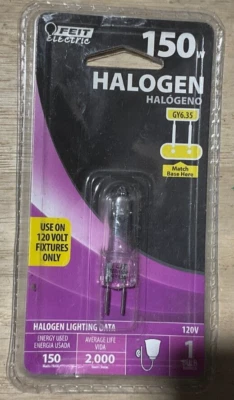 FEIT
electric
150W
HALOGEN
HALÓGENO
GY6.35
Match
Base Here
USE ON
120 VOLT
FIXTURES
ONLY
HALOGEN LIGHTING DATA
120V
ENERGY USED
ENERGIA USADA
150
AVERAGE LIFE
VIDA
2,000
1